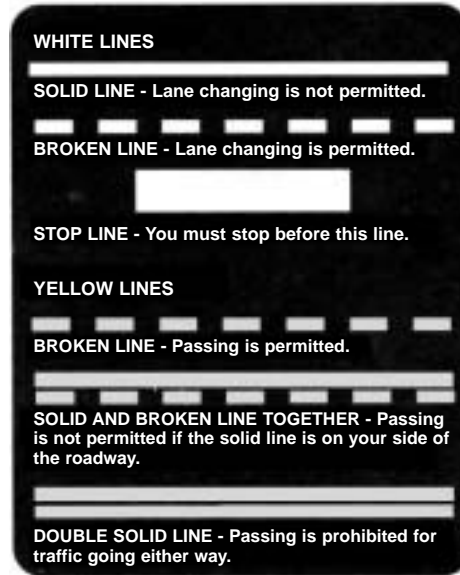 WHITE LINES
SOLID LINE - Lane changing is not permitted.
BROKEN LINE - Lane changing is permitted.
STOP LINE - You must stop before this line.
YELLOW LINES
BROKEN LINE - Passing is permitted.
SOLID AND BROKEN LINE TOGETHER - Passing
is not permitted if the solid line is on your side of
the roadway.
DOUBLE SOLID LINE - Passing is prohibited for
traffic going either way.